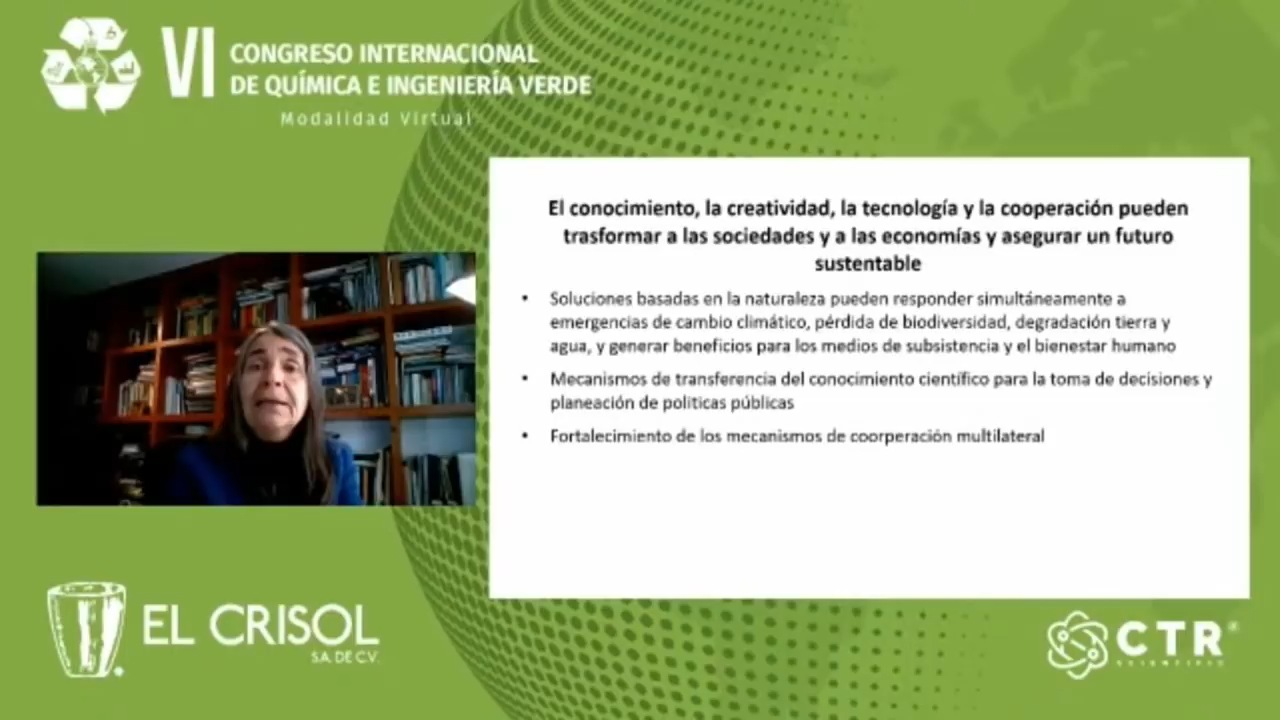 VI CONGRESO INTERNACIONAL
DE QUÍMICA E INGENIERÍA VERDE
Modalidad Virtual
El conocimiento, la creatividad, la tecnología y la cooperación pueden
trasformar a las sociedades y a las economías y asegurar un futuro
sustentable
• Soluciones basadas en la naturaleza pueden responder simultáneamente a
emergencias de cambio climático, pérdida de biodiversidad, degradación tierra y
agua, y generar beneficios para los medios de subsistencia y el bienestar humano
• Mecanismos de transferencia del conocimiento científico para la toma de decisiones y
planeación de politicas públicas
• Fortalecimiento de los mecanismos de coorperación multilateral
EL CRISOL
S.A. DE C.V.
CTR
SCIENTIFIC